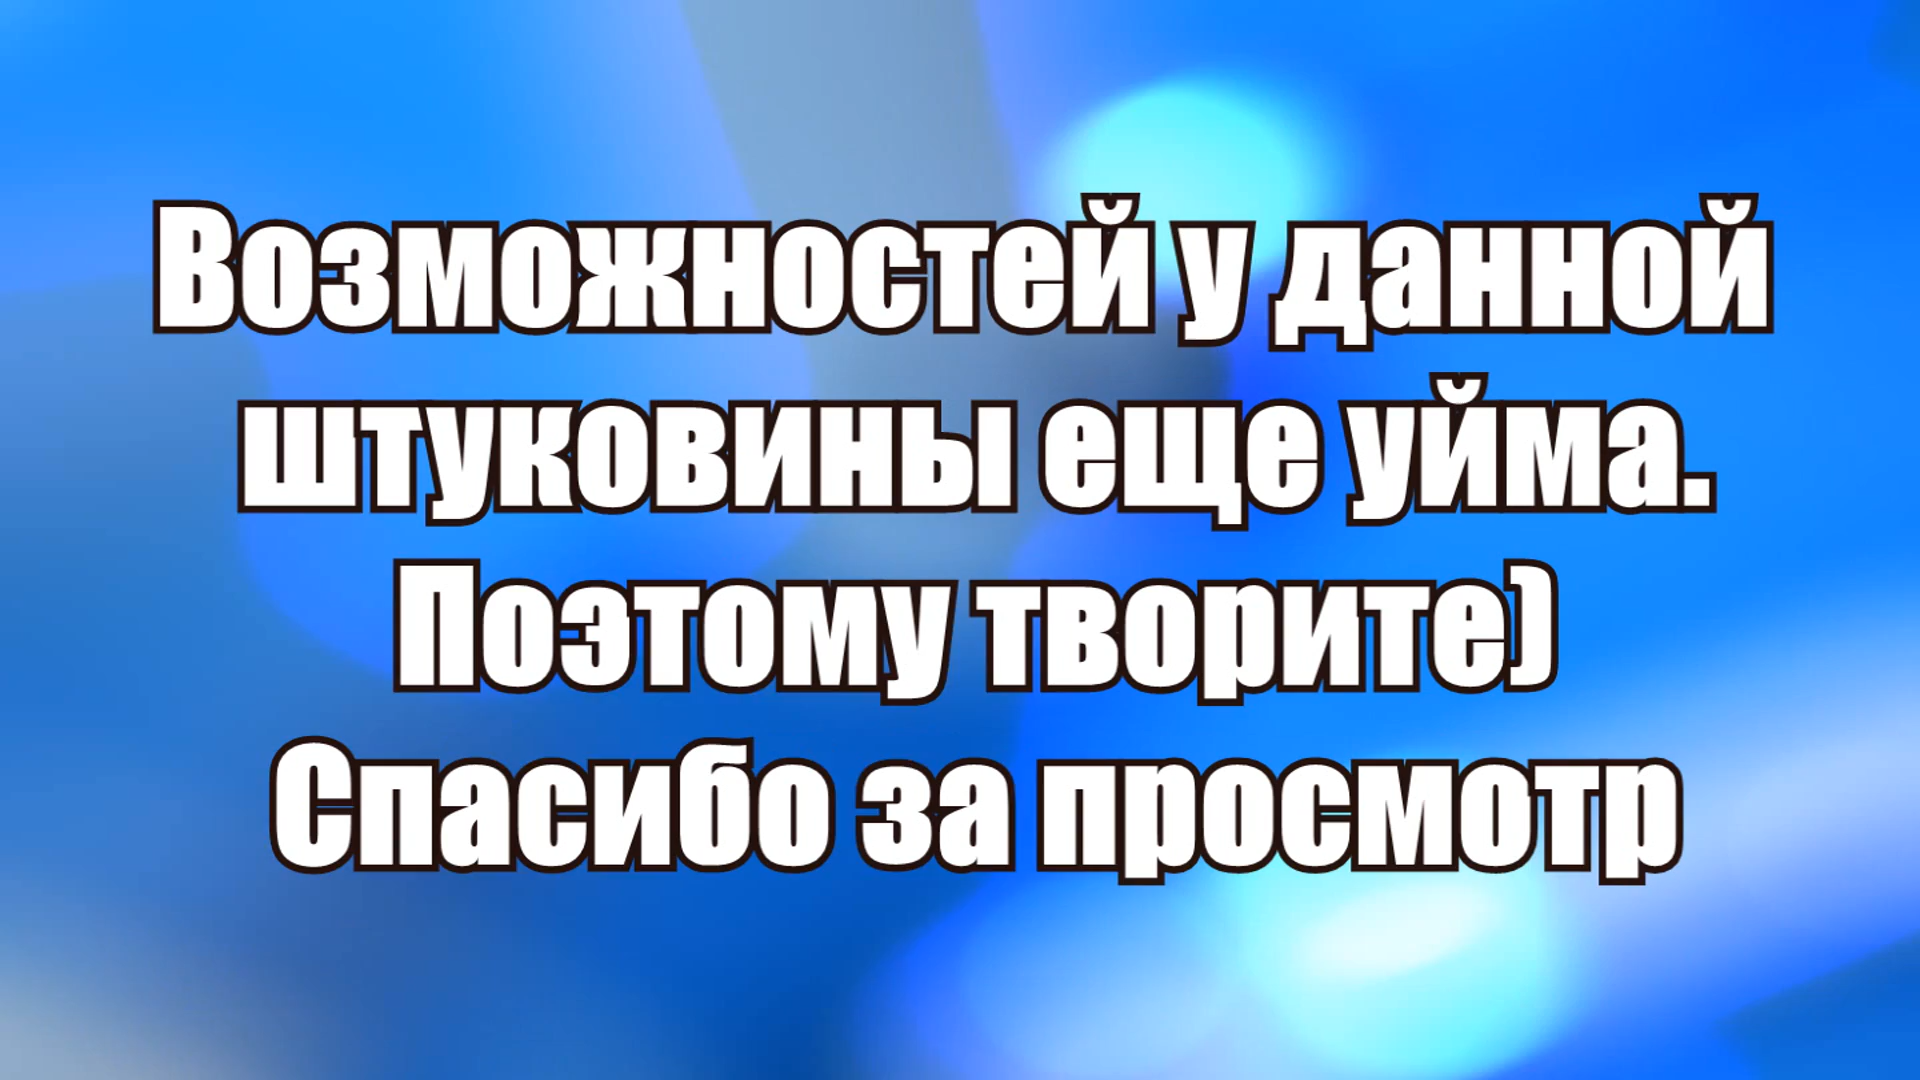 Возможностей у данной
штуковины еще уйма.
Поэтому творите)
Спасибо за просмотр